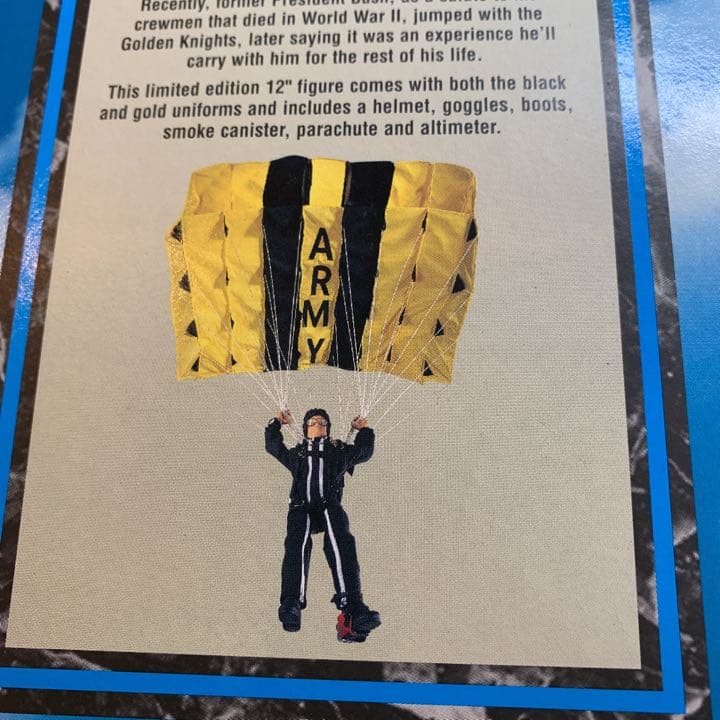 Recently, former President Bush, as a salute to
crewmen that died in World War II, jumped with the
Golden Knights, later saying it was an experience he'll
carry with him for the rest of his life.
This limited edition 12" figure comes with both the black
and gold uniforms and includes a helmet, goggles, boots,
smoke canister, parachute and altimeter.
ARMY